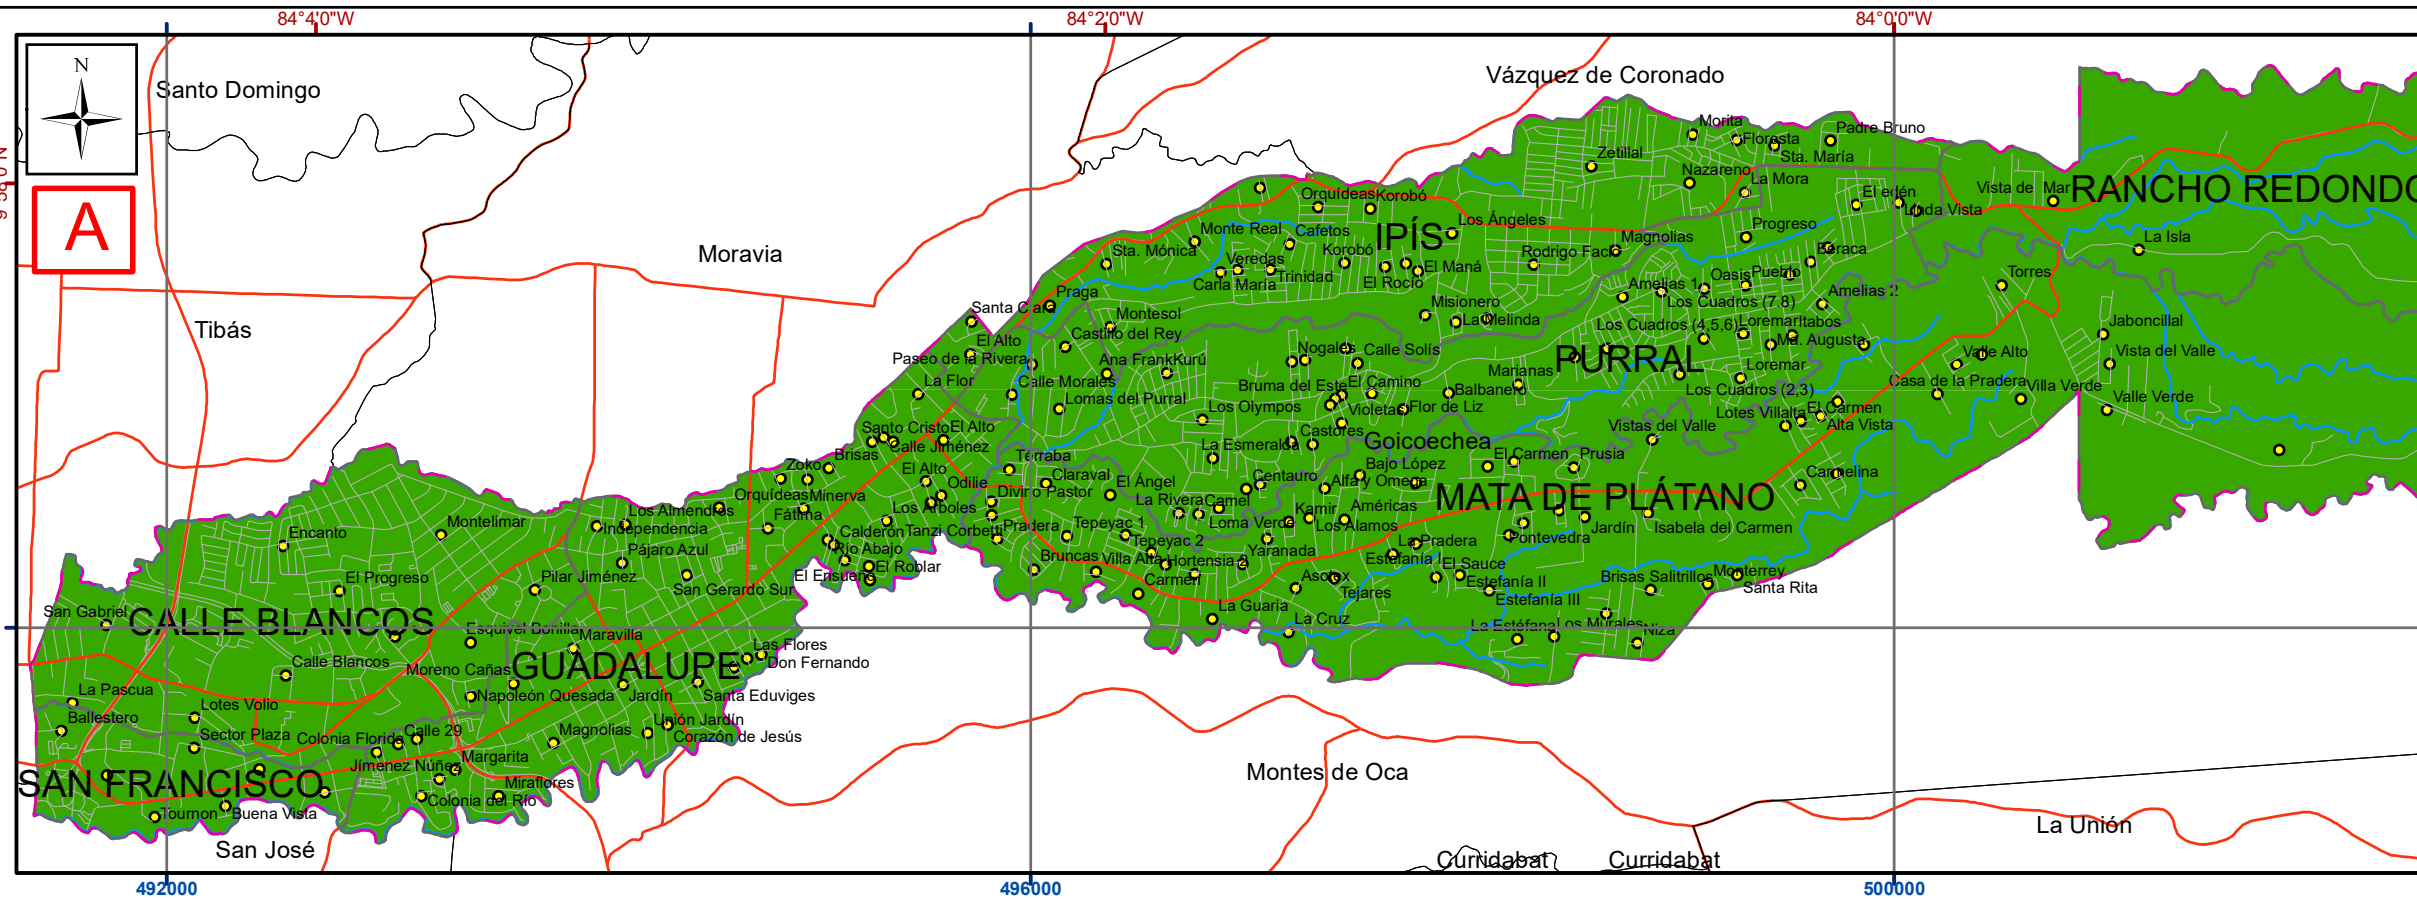 84°4'0"W
84°2'0"W
84°0'0"W
N
A
Santo Domingo
Vázquez de Coronado
Moravia
Tibás
Montes de Oca
San José
Curridabat
Curridabat
La Unión
Goicoechea
RANCHO REDONDO
IPÍS
PURRAL
MATA DE PLÁTANO
CALLE BLANCOS
GUADALUPE
SAN FRANCISCO
Morita
Floresta
Padre Bruno
Sta. María
Zetillal
Nazareno
La Mora
El edén
Linda Vista
Vista de Mar
Orquídeas
Korobó
Los Ángeles
Monte Real
Cafetos
Sta. Mónica
Veredas
Korobó
Carla María
Trinidad
El Rocío
El Maná
Rodrigo Facio
Magnolias
Progreso
Beraca
La Isla
Torres
Oasis
Pueblo
Amelias 1
Amelias 2
Los Cuadros (7.8)
Misionero
La Melinda
Los Cuadros (4,5,6)
Loremar
Itabos
Ma. Augusta
Jaboncillal
Valle Alto
Vista del Valle
Santa Clara
Praga
Montesol
Castillo del Rey
El Alto
Paseo de la Rivera
Ana Frank
Kurú
Nogales
Calle Solís
Loremar
Casa de la Pradera
Villa Verde
Valle Verde
La Flor
Calle Morales
Bruma del Este
El Camino
Marianas
Balbanero
Los Cuadros (2,3)
Lomas del Purral
Los Olympos
Violetas
Flor de Liz
Lotes Villalta
El Carmen
Alta Vista
Vistas del Valle
Santo Cristo
El Alto
Calle Jiménez
Castores
La Esmeralda
Zoko
Brisas
Térraba
El Alto
Claraval
Centauro
Bajo López
El Carmen
Prusia
Carmelina
Orquídeas
Minerva
Odilie
Divino Pastor
El Ángel
Alfa y Omega
La Rivera
Camel
Los Almendros
Fátima
Los Arboles
Kamir
Américas
Encanto
Montelimar
Independencia
Calderón
Tanzi Corbetti
Pradera
Tepeyac 1
Loma Verde
Los Alamos
Jardín
Isabela del Carmen
Pájaro Azul
Río Abajo
Tepeyac 2
Yaranada
La Pradera
Pontevedra
El Progreso
Pilar Jiménez
El Ensueño
El Roblar
Bruncas
Villa Alta
Hortensia 2
Estefanía I
El Sauce
San Gerardo Sur
Carmen
Asotex
Tejares
Estefanía II
Estefanía III
Brisas Salitrillos
Monterrey
Santa Rita
San Gabriel
La Guaria
La Cruz
La Estéfana
Los Murales
Niza
Esquivel Bonilla
Maravilla
Las Flores
Don Fernando
Calle Blancos
Moreno Cañas
La Pascua
Napoleón Quesada
Jardín
Santa Eduviges
Ballestero
Lotes Volio
Unión Jardín
Sector Plaza
Colonia Florida
Calle 29
Magnolias
Corazón de Jesús
Jímenez Núñez
Margarita
Miraflores
Colonia del Río
Tournon
Buena Vista
492000
496000
500000